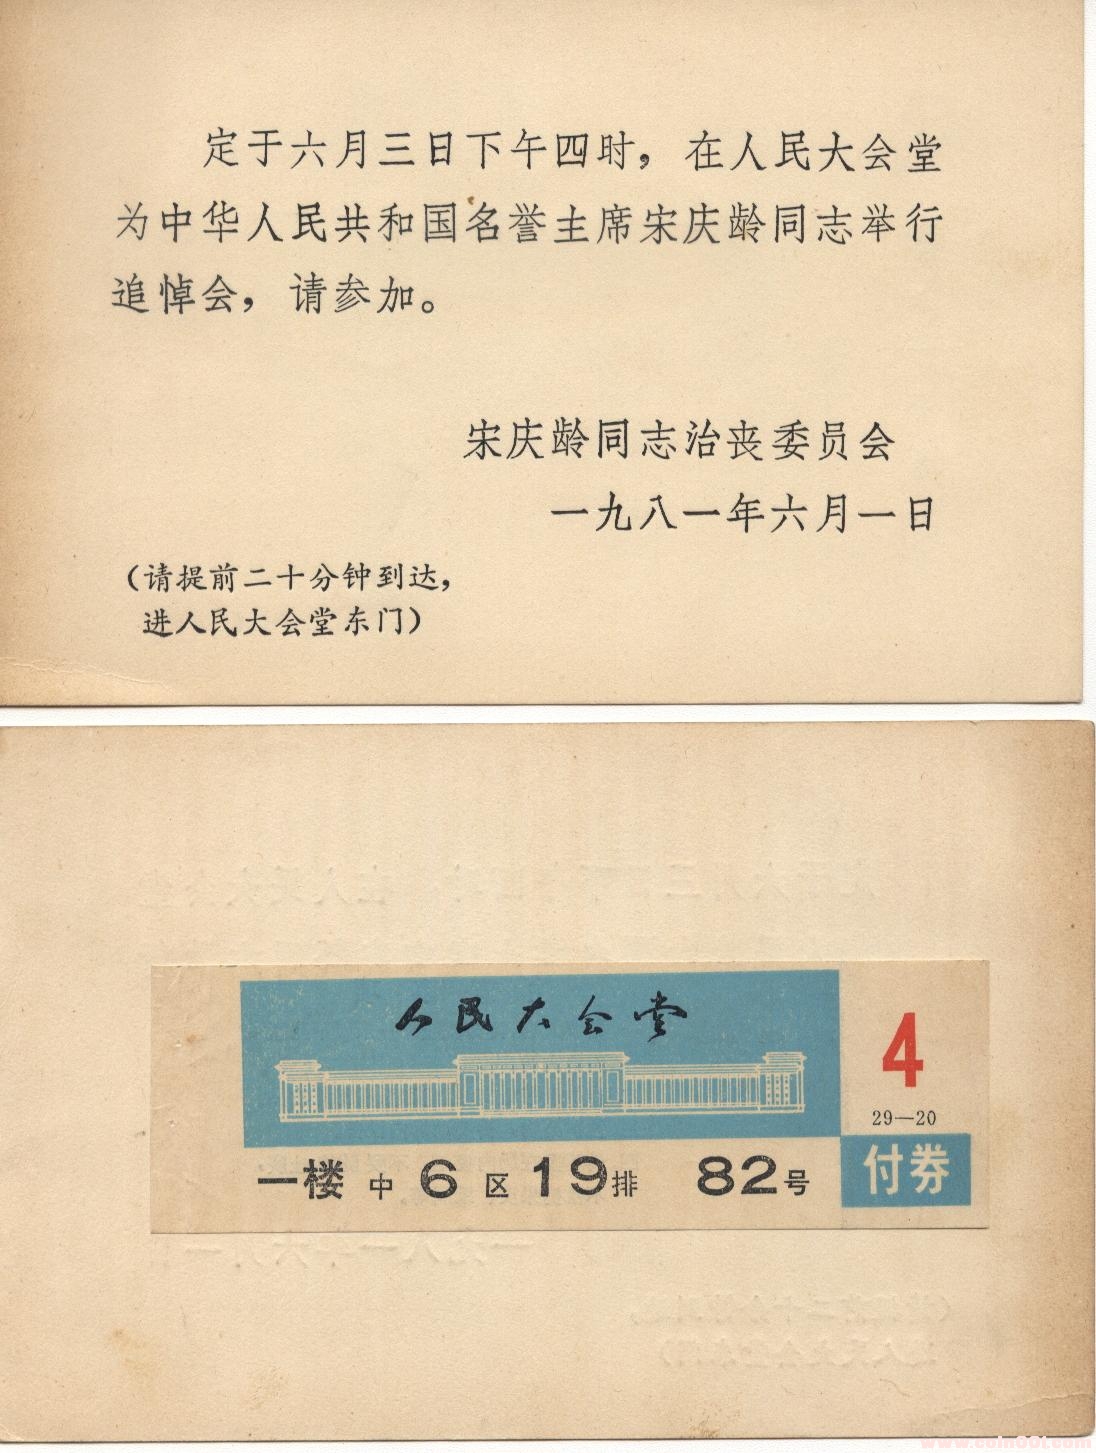 定于六月三日下午四时，在人民大会堂
为中华人民共和国名誉主席宋庆龄同志举行
追悼会，请参加。
宋庆龄同志治丧委员会
一九八一年六月一日
（请提前二十分钟到达，
进人民大会堂东门）
人民大会堂
4
29—20
付券
一楼 中 6 区 19排 82号